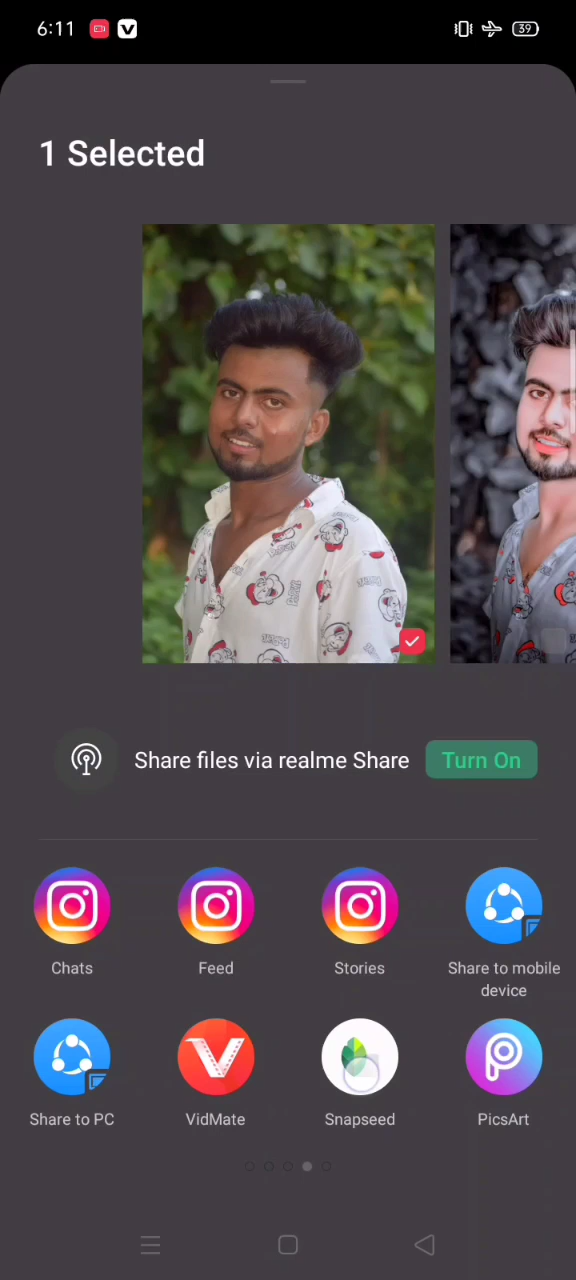 6:11
39
1 Selected
Share files via realme Share
Turn On
Chats
Feed
Stories
Share to mobile
device
Share to PC
VidMate
Snapseed
PicsArt